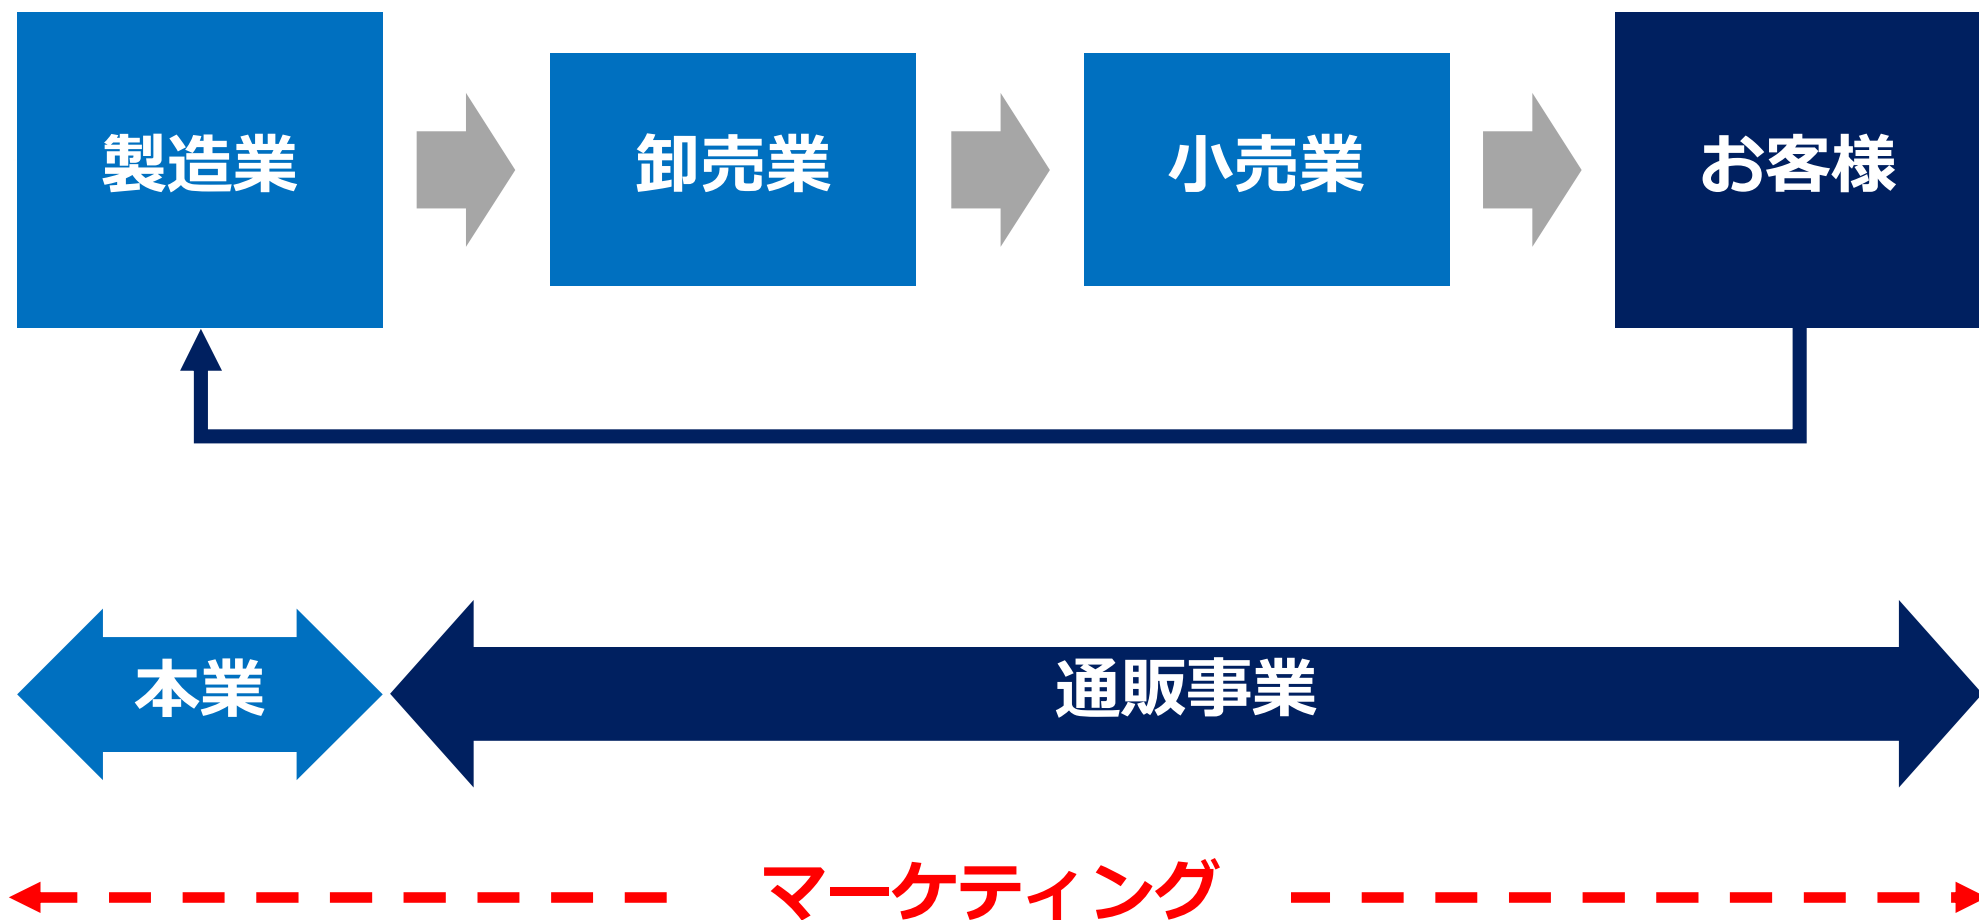 製造業
卸売業
小売業
お客様
本業
通販事業
マーケティング